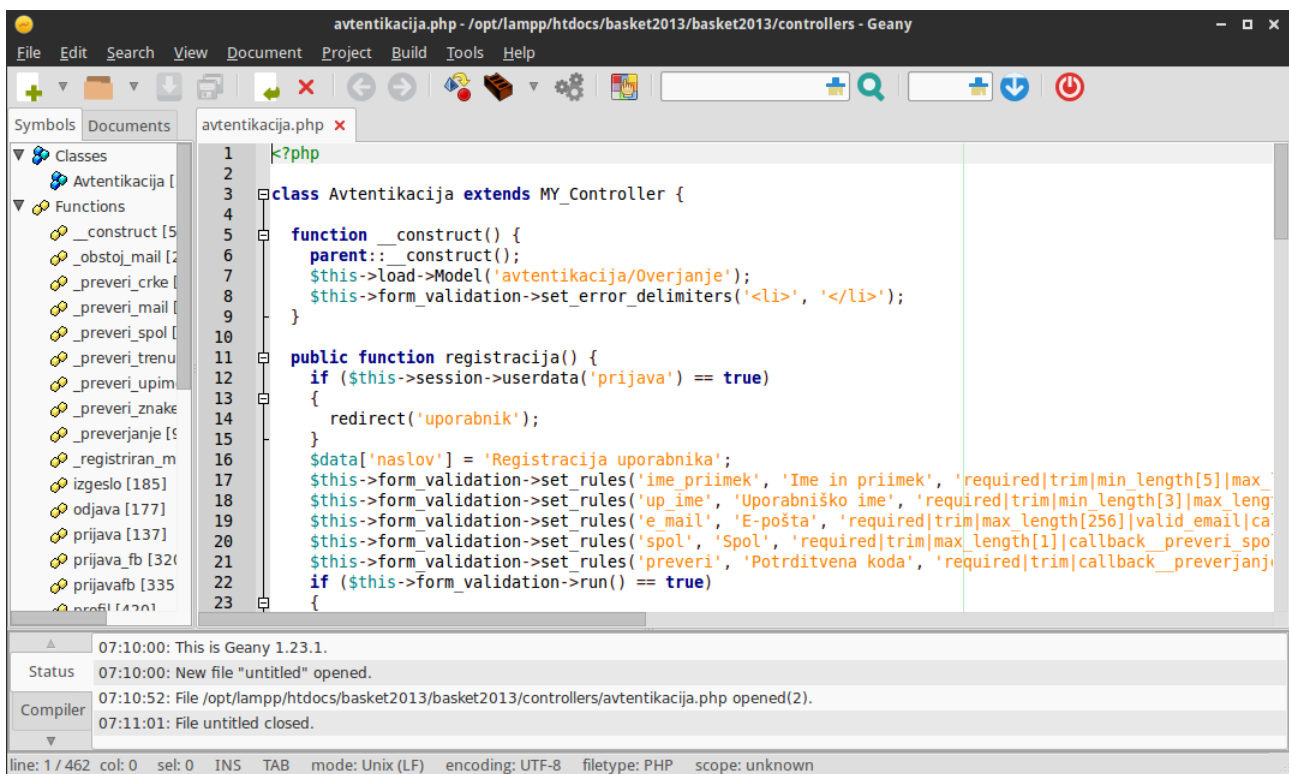 avtentikacija.php - /opt/lampp/htdocs/basket2013/basket2013/controllers - Geany
File Edit Search View Document Project Build Tools Help
Symbols Documents avtentikacija.php
Classes
Avtentikacija [
Functions
__construct [5
_obstoj_mail [2
_preveri_crke [
_preveri_mail [
_preveri_spol [
_preveri_trenu
_preveri_upim
_preveri_znake
_preverjanje [9
_registriran_m
izgeslo [185]
odjava [177]
prijava [137]
prijava_fb [320
prijavafb [335
profil [420]
1 <?php
2
3 class Avtentikacija extends MY_Controller {
4
5 function __construct() {
6 parent::__construct();
7 $this->load->Model('avtentikacija/Overjanje');
8 $this->form_validation->set_error_delimiters('<li>', '</li>');
9 }
10
11 public function registracija() {
12 if ($this->session->userdata('prijava') == true)
13 {
14 redirect('uporabnik');
15 }
16 $data['naslov'] = 'Registracija uporabnika';
17 $this->form_validation->set_rules('ime_priimek', 'Ime in priimek', 'required|trim|min_length[5]|max_
18 $this->form_validation->set_rules('up_ime', 'Uporabniško ime', 'required|trim|min_length[3]|max_leng
19 $this->form_validation->set_rules('e_mail', 'E-pošta', 'required|trim|max_length[256]|valid_email|ca
20 $this->form_validation->set_rules('spol', 'Spol', 'required|trim|max_length[1]|callback__preveri_spo
21 $this->form_validation->set_rules('preveri', 'Potrditvena koda', 'required|trim|callback__preverjanj
22 if ($this->form_validation->run() == true)
23 {
Status
Compiler
07:10:00: This is Geany 1.23.1.
07:10:00: New file "untitled" opened.
07:10:52: File /opt/lampp/htdocs/basket2013/basket2013/controllers/avtentikacija.php opened(2).
07:11:01: File untitled closed.
line: 1 / 462 col: 0 sel: 0 INS TAB mode: Unix (LF) encoding: UTF-8 filetype: PHP scope: unknown